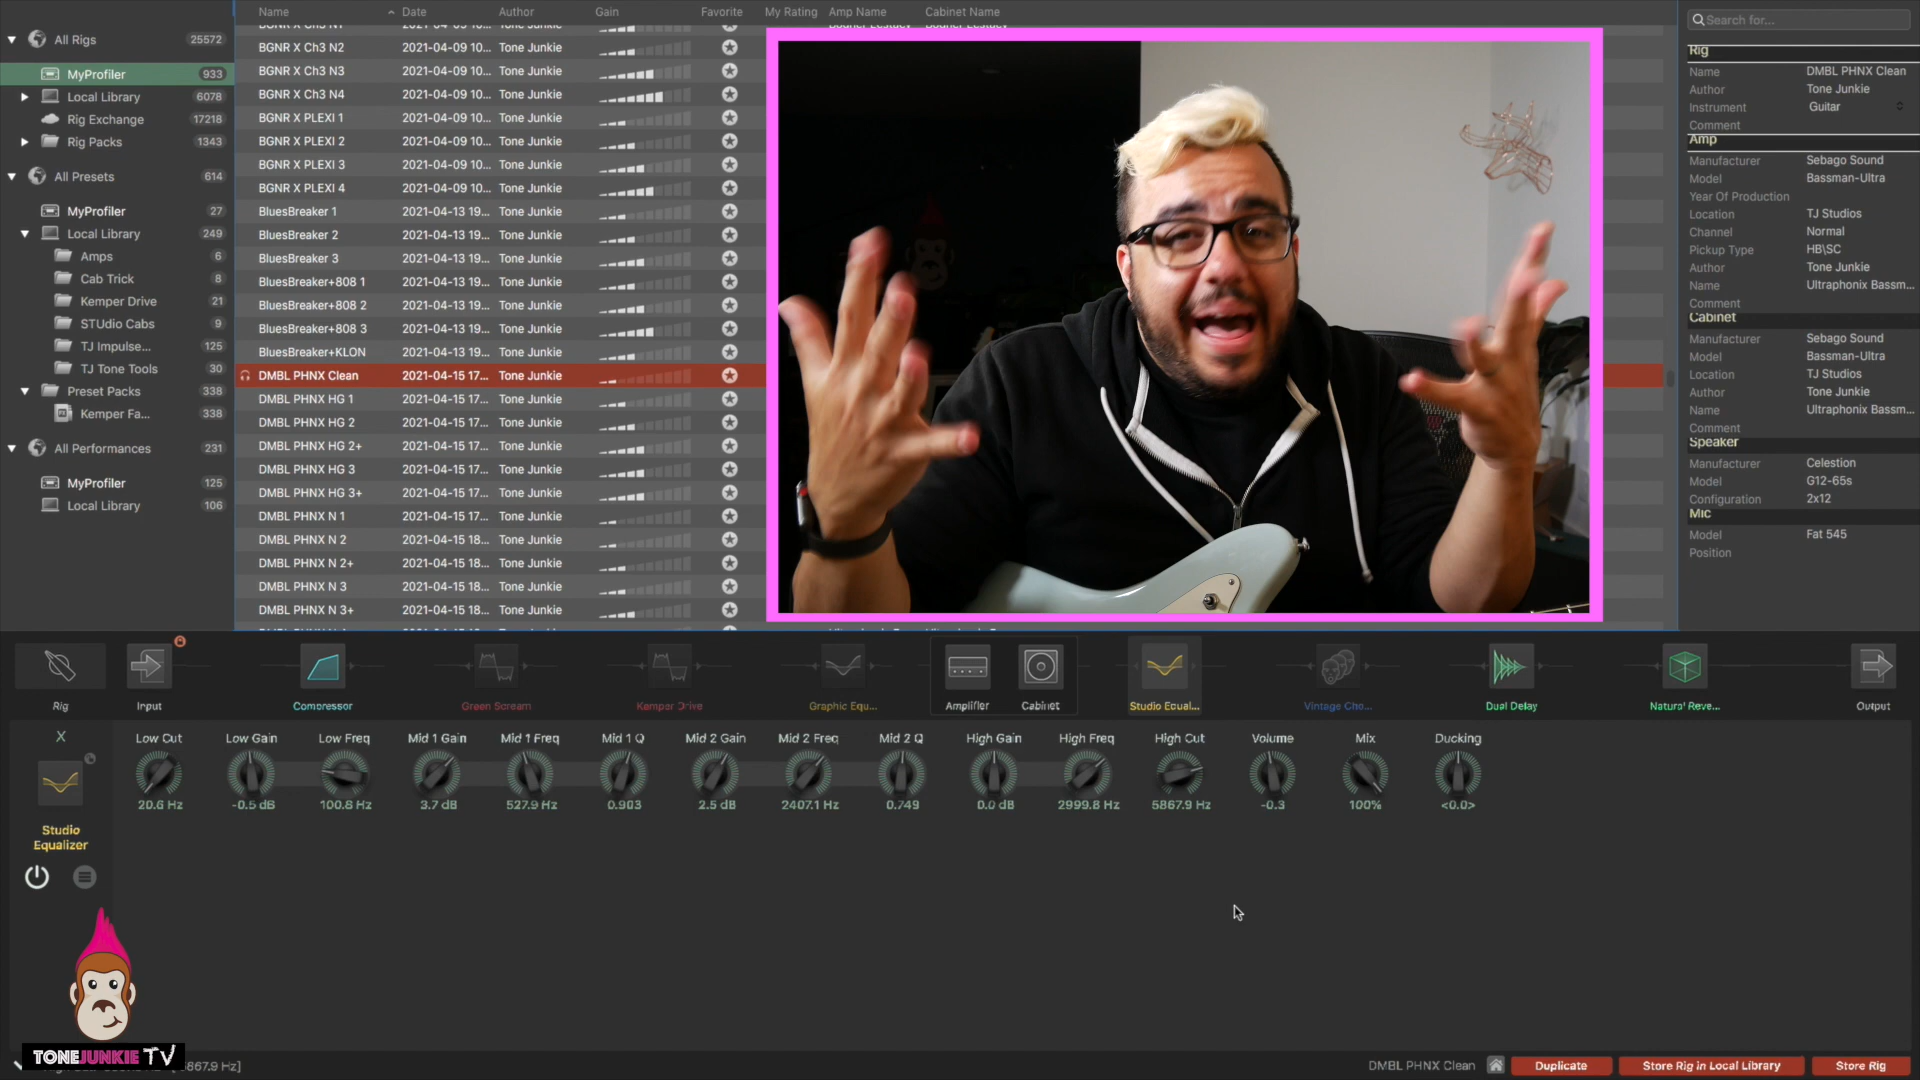 Name Date Author Gain Favorite My Rating Amp Name Cabinet Name
Search for...
All Rigs 25572
MyProfiler 933
Local Library 6078
Rig Exchange 17218
Rig Packs 1343
All Presets 614
MyProfiler 27
Local Library 249
Amps 6
Cab Trick 8
Kemper Drive 21
STUdio Cabs 9
TJ Impulse... 125
TJ Tone Tools 30
Preset Packs 338
Kemper Fa... 338
All Performances 231
MyProfiler 125
Local Library 106
BGNR X Ch3 N2 2021-04-09 10... Tone Junkie
BGNR X Ch3 N3 2021-04-09 10... Tone Junkie
BGNR X Ch3 N4 2021-04-09 10... Tone Junkie
BGNR X PLEXI 1 2021-04-09 10... Tone Junkie
BGNR X PLEXI 2 2021-04-09 10... Tone Junkie
BGNR X PLEXI 3 2021-04-09 10... Tone Junkie
BGNR X PLEXI 4 2021-04-09 10... Tone Junkie
BluesBreaker 1 2021-04-13 19... Tone Junkie
BluesBreaker 2 2021-04-13 19... Tone Junkie
BluesBreaker 3 2021-04-13 19... Tone Junkie
BluesBreaker+808 1 2021-04-13 19... Tone Junkie
BluesBreaker+808 2 2021-04-13 19... Tone Junkie
BluesBreaker+808 3 2021-04-13 19... Tone Junkie
BluesBreaker+KLON 2021-04-13 19... Tone Junkie
DMBL PHNX Clean 2021-04-15 17... Tone Junkie
DMBL PHNX HG 1 2021-04-15 17... Tone Junkie
DMBL PHNX HG 2 2021-04-15 17... Tone Junkie
DMBL PHNX HG 2+ 2021-04-15 17... Tone Junkie
DMBL PHNX HG 3 2021-04-15 17... Tone Junkie
DMBL PHNX HG 3+ 2021-04-15 17... Tone Junkie
DMBL PHNX N 1 2021-04-15 17... Tone Junkie
DMBL PHNX N 2 2021-04-15 18... Tone Junkie
DMBL PHNX N 2+ 2021-04-15 18... Tone Junkie
DMBL PHNX N 3 2021-04-15 18... Tone Junkie
DMBL PHNX N 3+ 2021-04-15 18... Tone Junkie
Rig
Name DMBL PHNX Clean
Author Tone Junkie
Instrument Guitar
Comment
Amp
Manufacturer Sebago Sound
Model Bassman-Ultra
Year Of Production
Location TJ Studios
Channel Normal
Pickup Type HB\SC
Author Tone Junkie
Name Ultraphonix Bassm...
Comment
Cabinet
Manufacturer Sebago Sound
Model Bassman-Ultra
Location TJ Studios
Author Tone Junkie
Name Ultraphonix Bassm...
Comment
Speaker
Manufacturer Celestion
Model G12-65s
Configuration 2x12
Mic
Model Fat 545
Position
Rig Input Compressor Green Scream Kemper Drive Graphic Equ... Amplifier Cabinet Studio Equal... Vintage Cho... Dual Delay Natural Reve... Output
X Low Cut Low Gain Low Freq Mid 1 Gain Mid 1 Freq Mid 1 Q Mid 2 Gain Mid 2 Freq Mid 2 Q High Gain High Freq High Cut Volume Mix Ducking
20.6 Hz -0.5 dB 100.8 Hz 3.7 dB 527.9 Hz 0.903 2.5 dB 2407.1 Hz 0.749 0.0 dB 2999.8 Hz 5867.9 Hz -0.3 100% <0.0>
Studio
Equalizer
TONEJUNKIE TV
867.9 Hz]
DMBL PHNX Clean Duplicate Store Rig in Local Library Store Rig